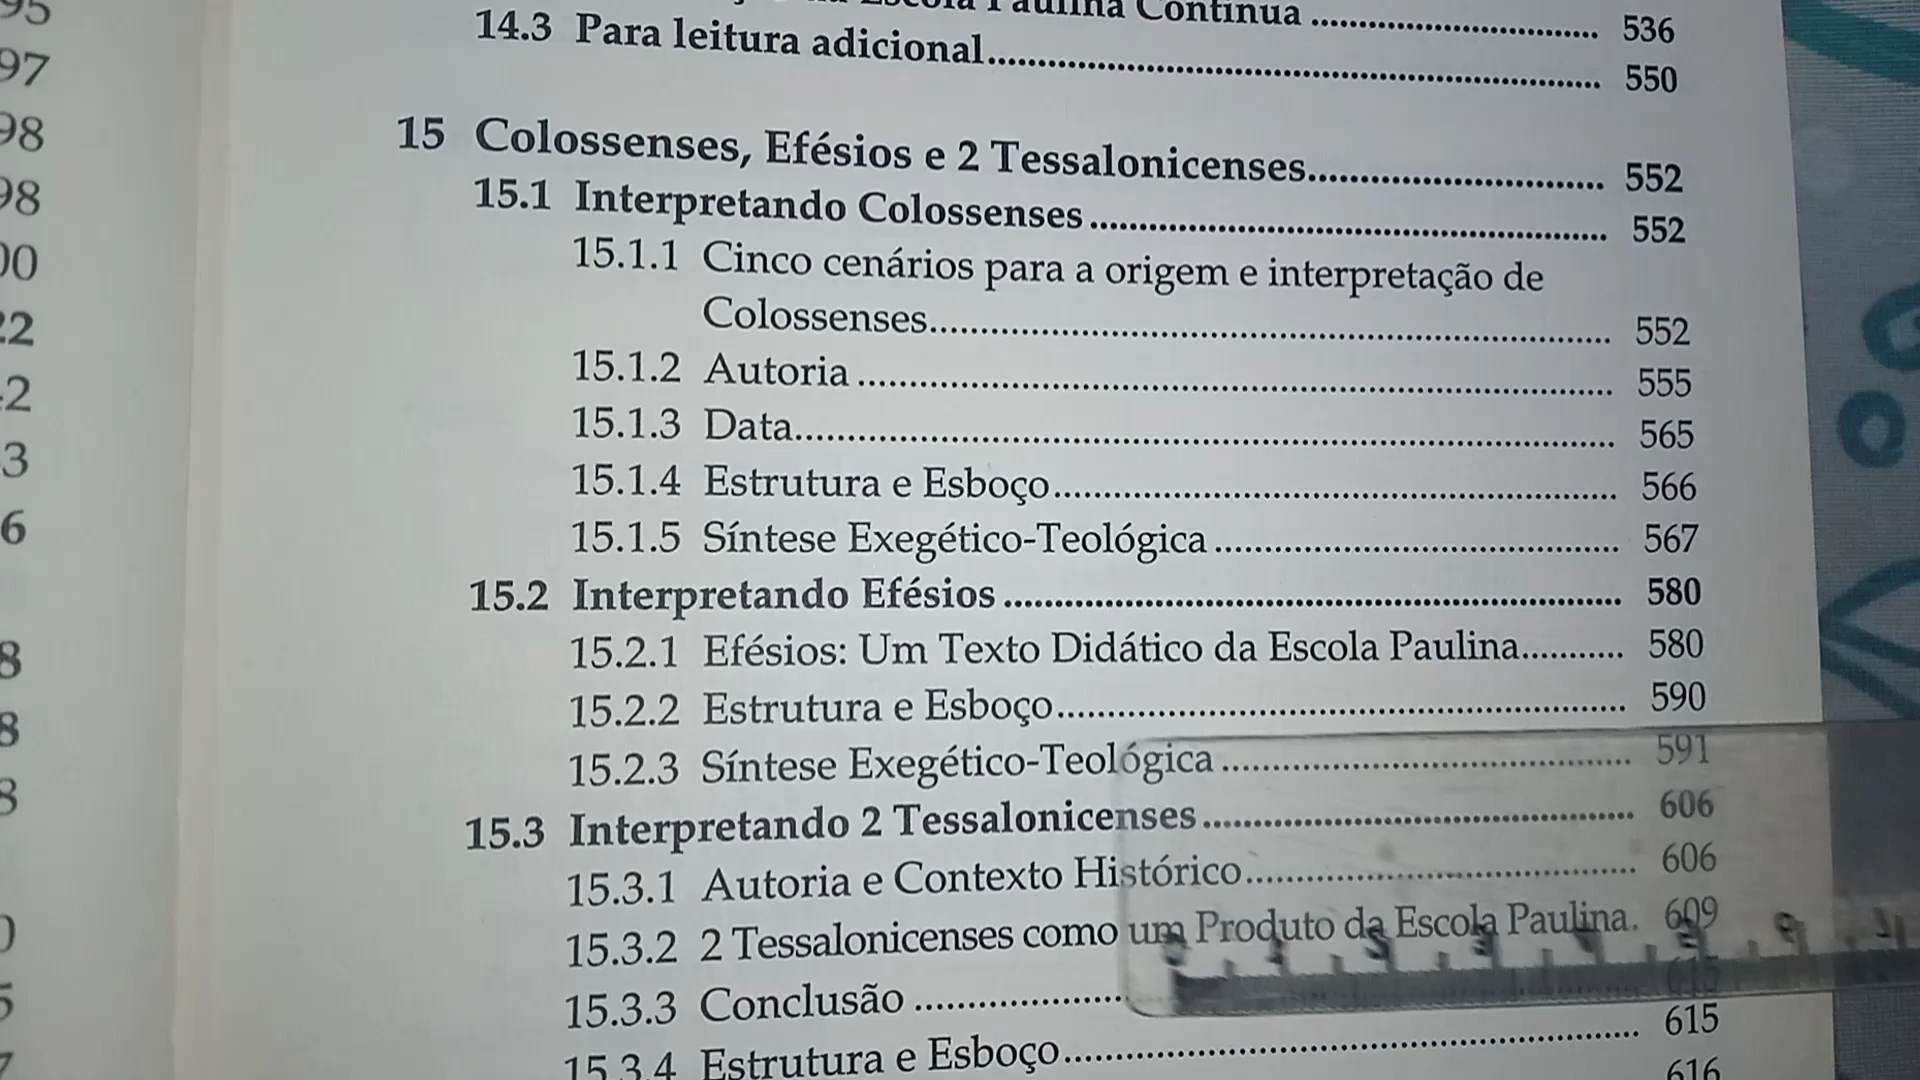 Escola Paulina Continua ........ 536
14.3 Para leitura adicional ........ 550
15 Colossenses, Efésios e 2 Tessalonicenses ........ 552
15.1 Interpretando Colossenses ........ 552
15.1.1 Cinco cenários para a origem e interpretação de
Colossenses ........ 552
15.1.2 Autoria ........ 555
15.1.3 Data ........ 565
15.1.4 Estrutura e Esboço ........ 566
15.1.5 Síntese Exegético-Teológica ........ 567
15.2 Interpretando Efésios ........ 580
15.2.1 Efésios: Um Texto Didático da Escola Paulina ........ 580
15.2.2 Estrutura e Esboço ........ 590
15.2.3 Síntese Exegético-Teológica ........ 591
15.3 Interpretando 2 Tessalonicenses ........ 606
15.3.1 Autoria e Contexto Histórico ........ 606
15.3.2 2 Tessalonicenses como um Produto da Escola Paulina. 609
15.3.3 Conclusão ........ 615
15.3.4 Estrutura e Esboço ........ 615
616